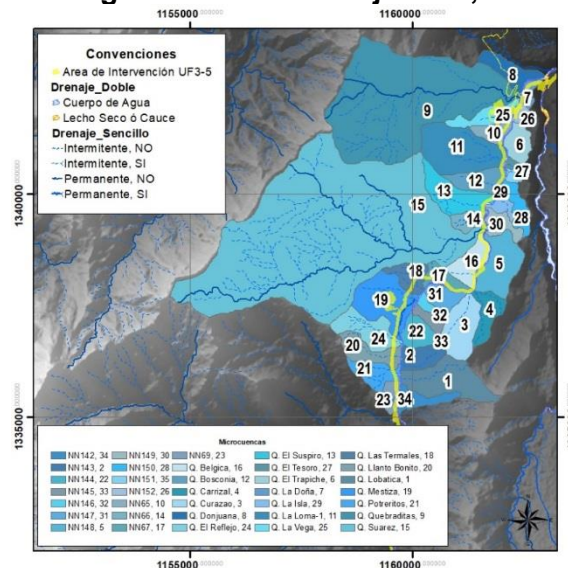 1155000
1160000
Convenciones
Area de Intervención UF3-5
Drenaje_Doble
Cuerpo de Agua
Lecho Seco ó Cauce
Drenaje_Sencillo
Intermitente, NO
Intermitente, SI
Permanente, NO
Permanente, SI
1340000
1340000
1335000
1335000
8
7
9
25
26
10
6
11
27
12
13
29
15
14
30
28
16
5
18
17
19
31
4
32
3
24
22
20
33
2
21
1
23
34
Microcuencas
NN142, 34
NN149, 30
NN69, 23
Q. El Suspiro, 13
Q. Las Termales, 18
NN143, 2
NN150, 28
Q. Belgica, 16
Q. El Tesoro, 27
Q. Llanto Bonito, 20
NN144, 22
NN151, 35
Q. Bosconia, 12
Q. El Trapiche, 6
Q. Lobatica, 1
NN145, 33
NN152, 26
Q. Carrizal, 4
Q. La Doña, 7
Q. Mestiza, 19
NN146, 32
NN65, 10
Q. Curazao, 3
Q. La Isla, 29
Q. Potreritos, 21
NN147, 31
NN66, 14
Q. Donjuana, 8
Q. La Loma-1, 11
Q. Quebraditas, 9
NN148, 5
NN67, 17
Q. El Reflejo, 24
Q. La Vega, 25
Q. Suarez, 15
1155000
1160000